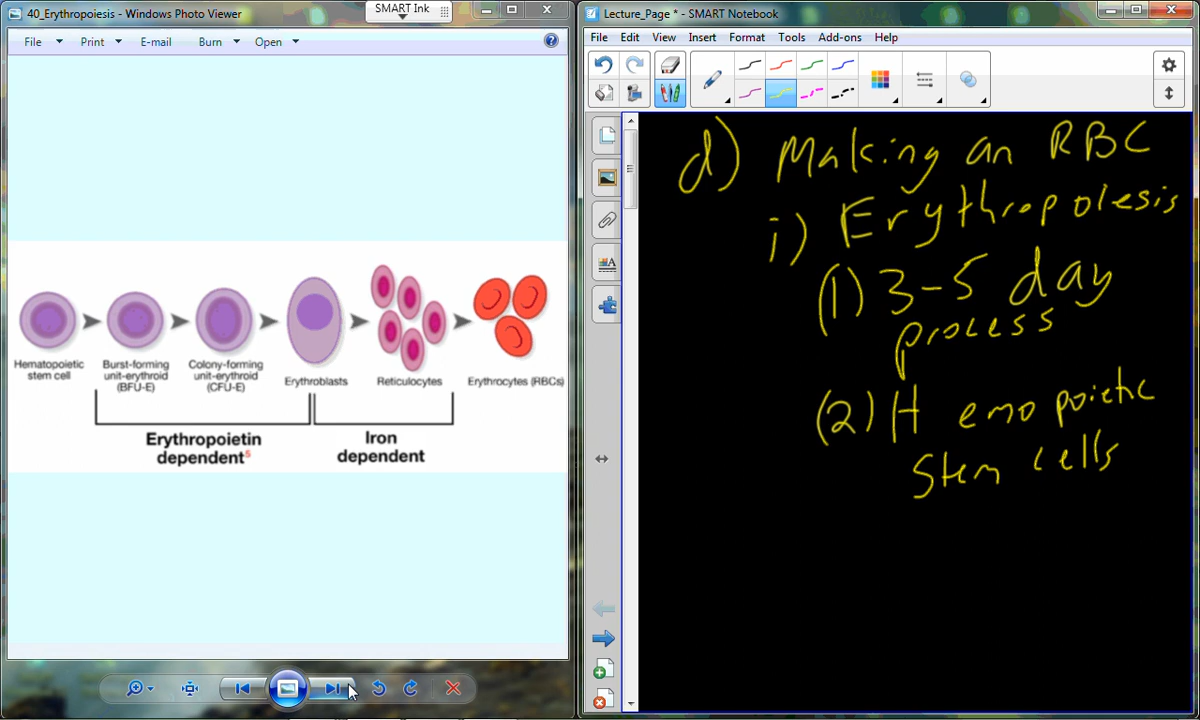 40_Erythropoiesis - Windows Photo Viewer
SMART Ink
File Print E-mail Burn Open
Hematopoietic
stem cell
Burst-forming
unit-erythroid
(BFU-E)
Colony-forming
unit-erythroid
(CFU-E)
Erythroblasts
Reticulocytes
Erythrocytes (RBCs)
Erythropoietin
dependent5
Iron
dependent
Lecture_Page * - SMART Notebook
File Edit View Insert Format Tools Add-ons Help
d) Making an RBC
i) Erythropoiesis
(1) 3-5 day
process
(2) Hemopoietic
Stem cells